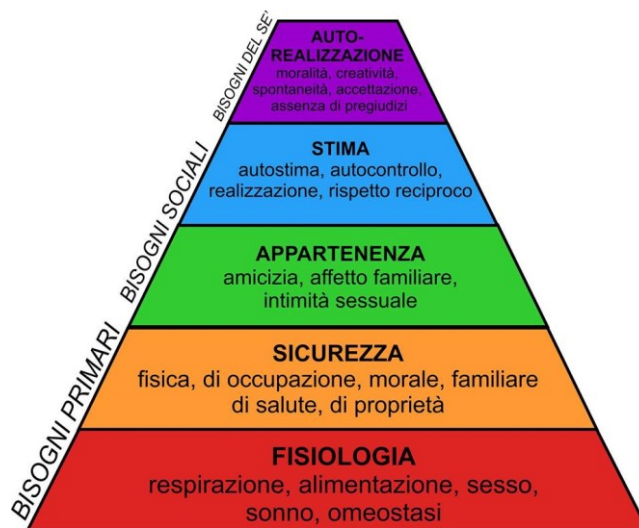 AUTO-
REALIZZAZIONE
moralità, creatività,
spontaneità, accettazione,
assenza di pregiudizi
STIMA
autostima, autocontrollo,
realizzazione, rispetto reciproco
APPARTENENZA
amicizia, affetto familiare,
intimità sessuale
SICUREZZA
fisica, di occupazione, morale, familiare
di salute, di proprietà
FISIOLOGIA
respirazione, alimentazione, sesso,
sonno, omeostasi
BISOGNI DEL SE'
BISOGNI SOCIALI
BISOGNI PRIMARI